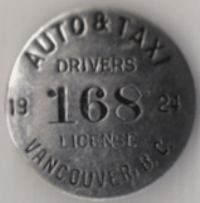 AUTO & TAXI
DRIVERS
19 168 24
LICENSE
VANCOUVER, B.C.